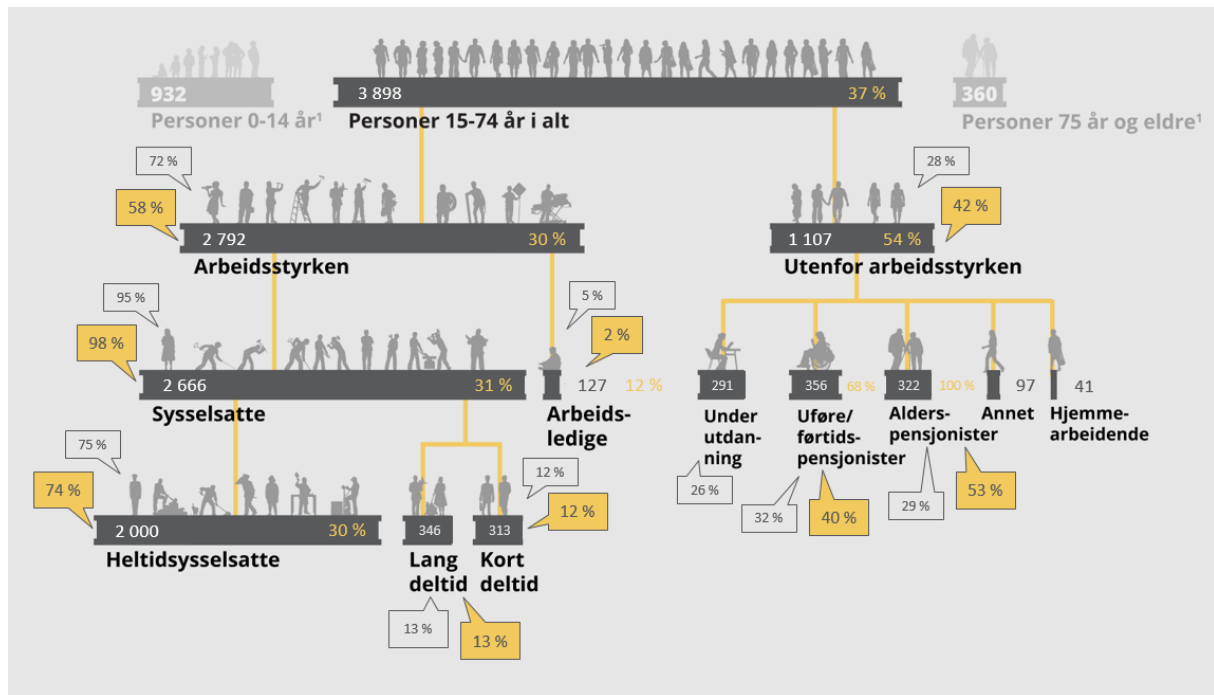 932
3 898
37 %
360
Personer 0-14 år¹
Personer 15-74 år i alt
Personer 75 år og eldre¹
72 %
58 %
2 792
30 %
Arbeidsstyrken
28 %
42 %
1 107
54 %
Utenfor arbeidsstyrken
95 %
98 %
2 666
31 %
Sysselsatte
5 %
2 %
127
12 %
Arbeids-
ledige
291
Under
utdan-
ning
26 %
356
68 %
Uføre/
førtids-
pensjonister
32 %
40 %
322
100 %
Alders-
pensjonister
29 %
53 %
97
Annet
41
Hjemme-
arbeidende
75 %
74 %
2 000
30 %
Heltidsysselsatte
346
Lang
deltid
13 %
13 %
12 %
12 %
313
Kort
deltid